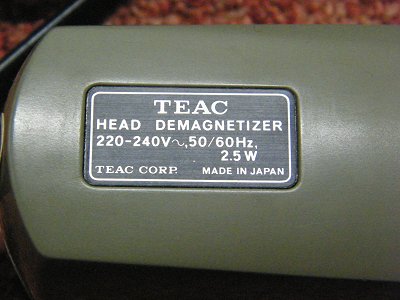 TEAC
HEAD DEMAGNETIZER
220-240V~,50/60Hz,
2.5W
TEAC CORP. MADE IN JAPAN